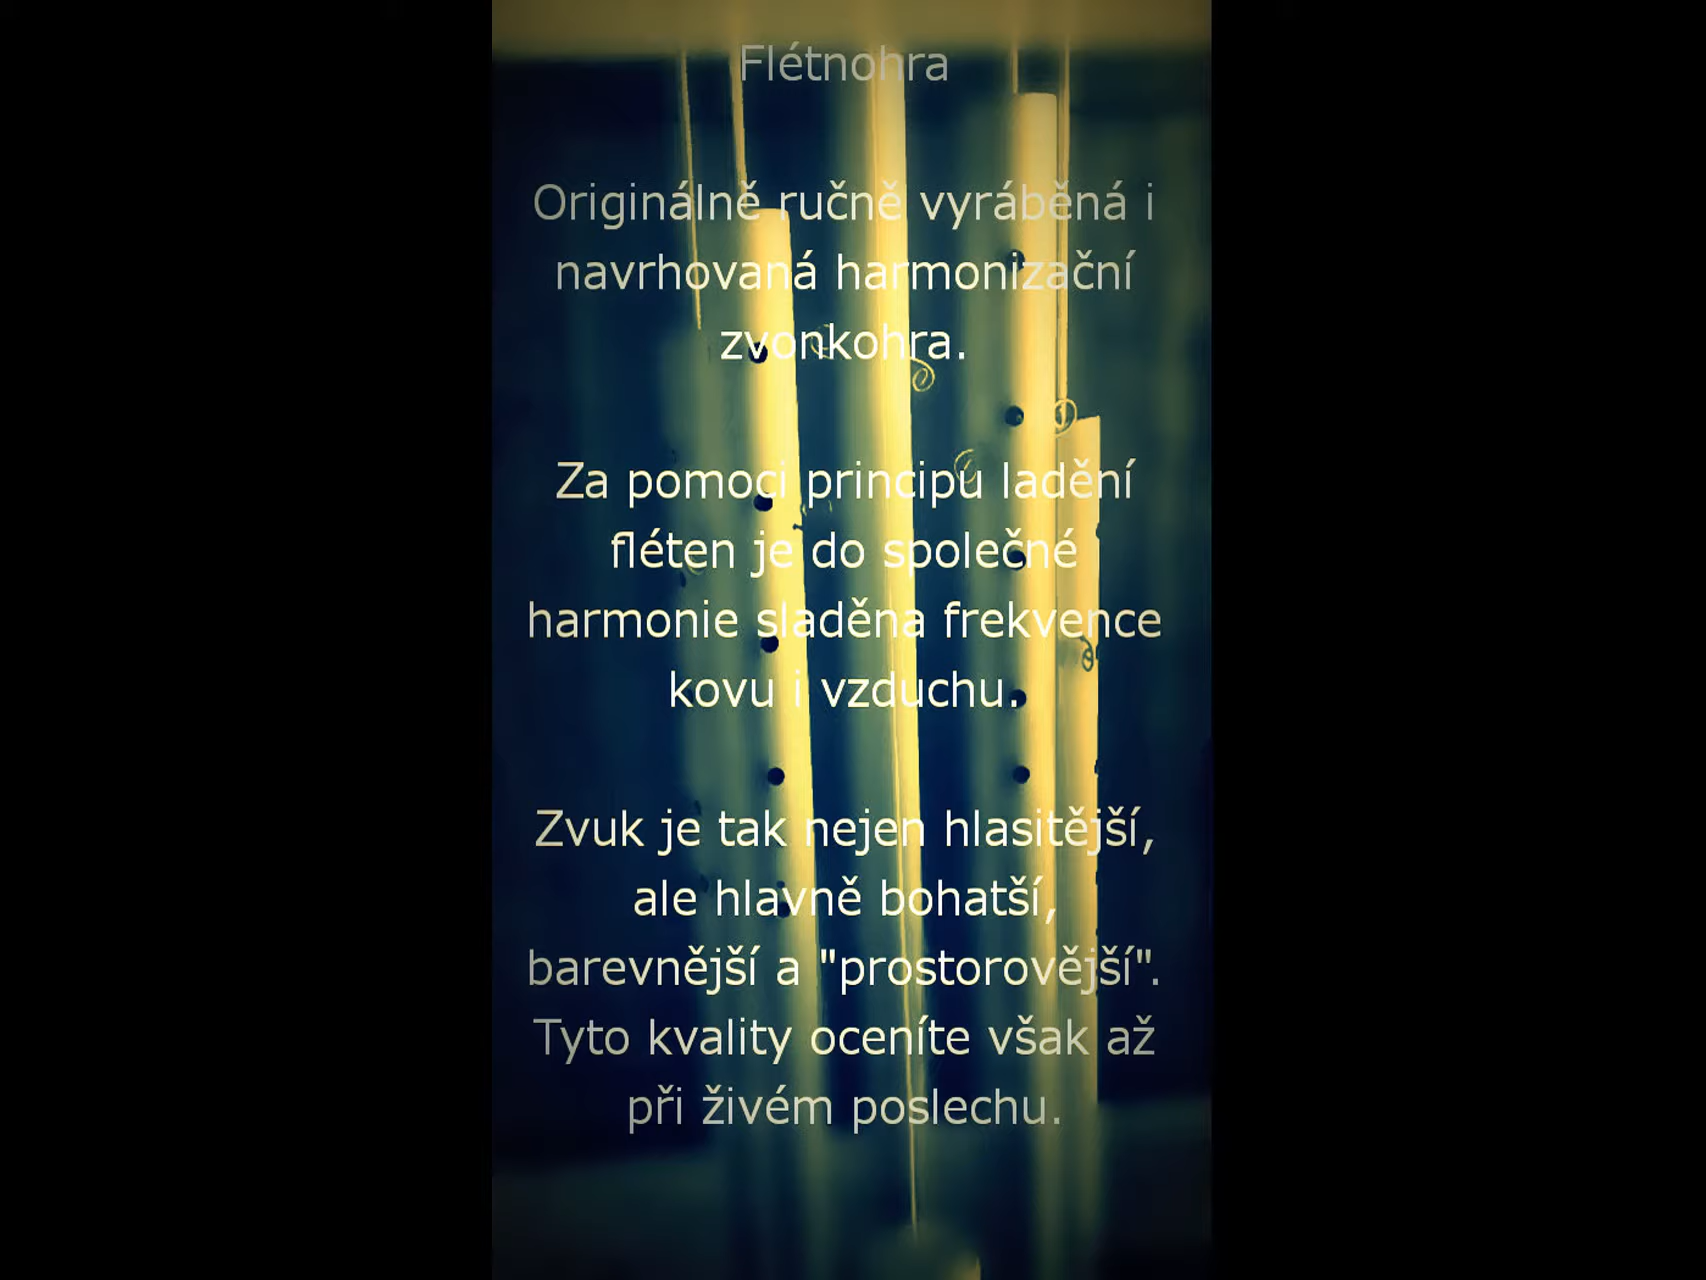 Flétnohra
Originálně ručně vyráběná i
navrhovaná harmonizační
zvonkohra.
Za pomoci principu ladění
fléten je do společné
harmonie sladěna frekvence
kovu i vzduchu.
Zvuk je tak nejen hlasitější,
ale hlavně bohatší,
barevnější a "prostorovější".
Tyto kvality oceníte však až
při živém poslechu.